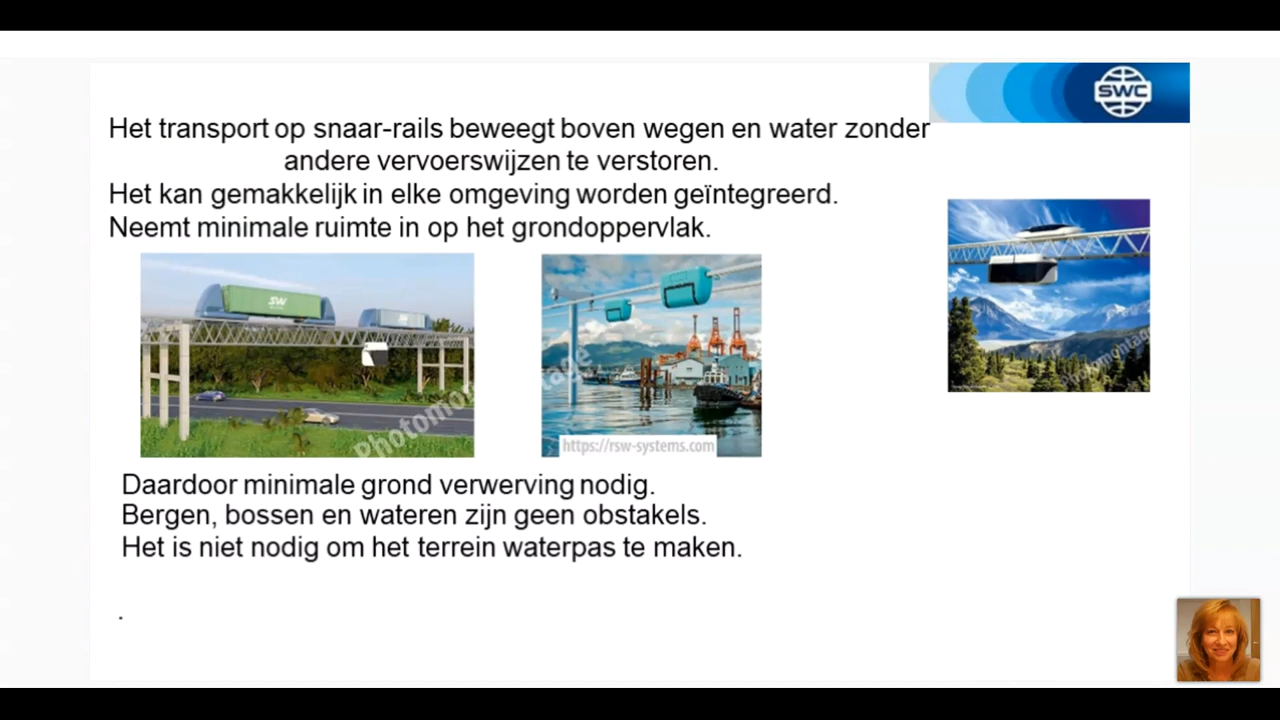 SWC
Het transport op snaar-rails beweegt boven wegen en water zonder
andere vervoerswijzen te verstoren.
Het kan gemakkelijk in elke omgeving worden geïntegreerd.
Neemt minimale ruimte in op het grondoppervlak.
SW
Photomon
tage
https://rsw-systems.com
Photomontage
Daardoor minimale grond verwerving nodig.
Bergen, bossen en wateren zijn geen obstakels.
Het is niet nodig om het terrein waterpas te maken.
.